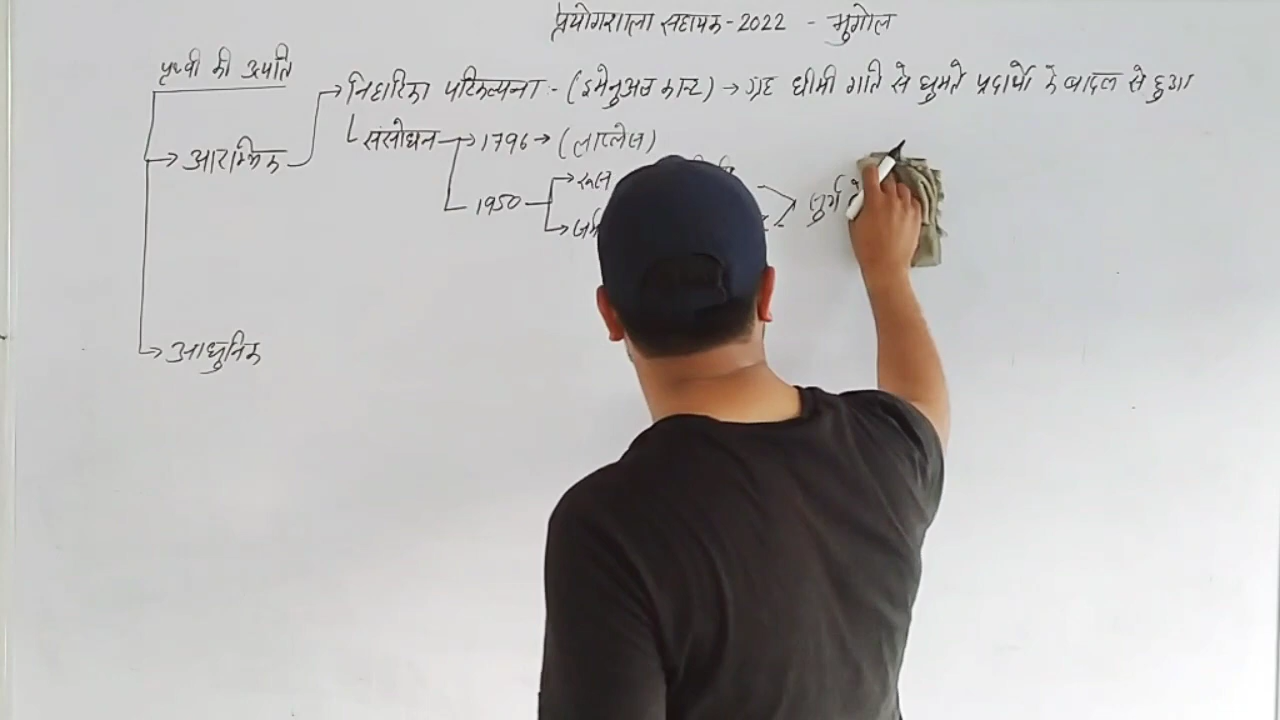 प्रयोगशाला सहायक-2022 - भुगोल
पृथ्वी की उत्पति
→ निहारिका परिकल्पना :- (इमैनुअल कान्ट) → ग्रह धीमी गति से घुमते पदार्थो के बादल से हुआ
संसोधन → 1796 → (लाप्लेस)
→ आरम्भिक
1950 → रूस
सुर्य
→ आधुनिक